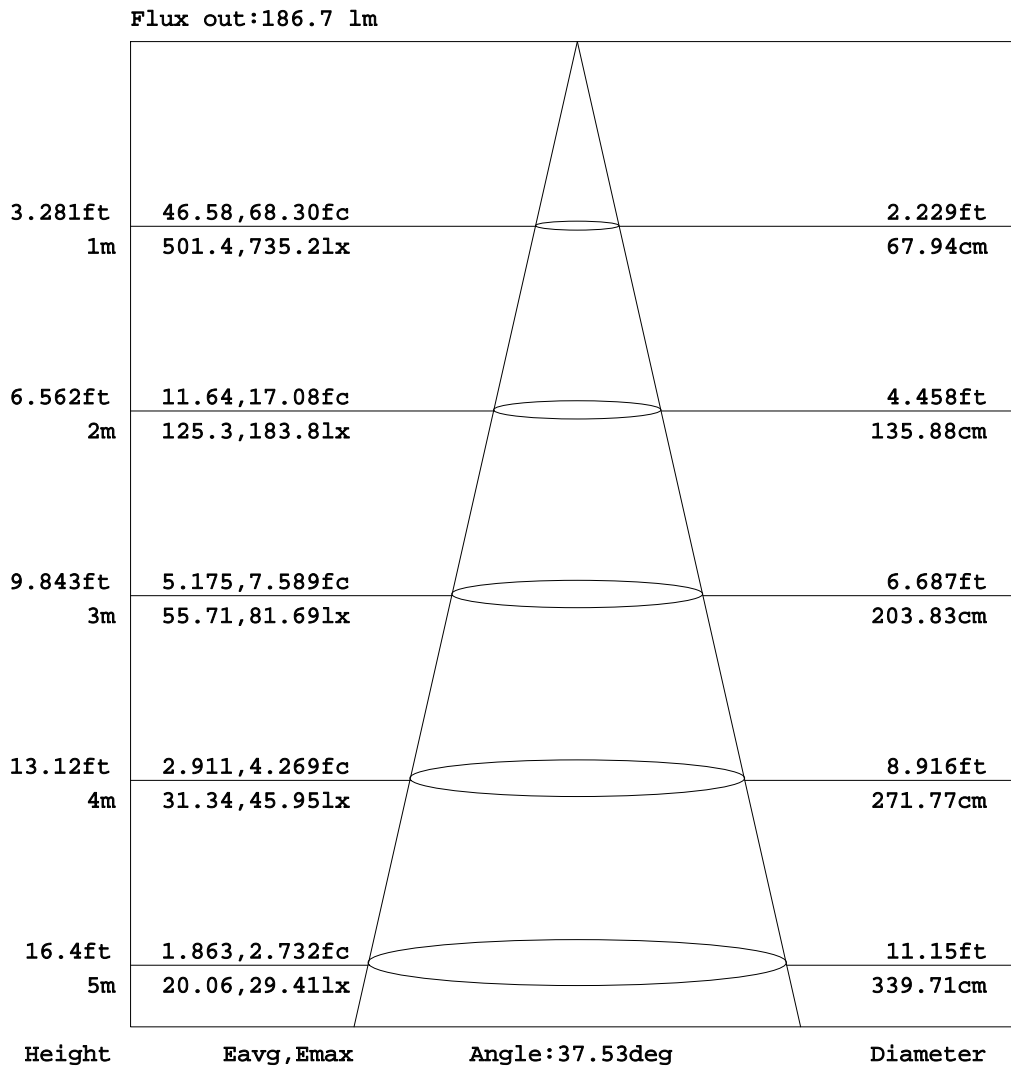 Flux out:186.7 lm
3.281ft 46.58,68.30fc 2.229ft
1m 501.4,735.2lx 67.94cm
6.562ft 11.64,17.08fc 4.458ft
2m 125.3,183.8lx 135.88cm
9.843ft 5.175,7.589fc 6.687ft
3m 55.71,81.69lx 203.83cm
13.12ft 2.911,4.269fc 8.916ft
4m 31.34,45.95lx 271.77cm
16.4ft 1.863,2.732fc 11.15ft
5m 20.06,29.41lx 339.71cm
Height Eavg,Emax Angle:37.53deg Diameter